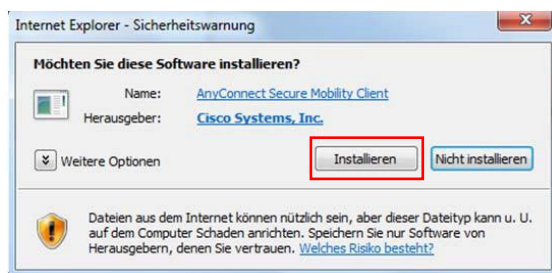 Internet Explorer - Sicherheitswarnung
Möchten Sie diese Software installieren?
Name: AnyConnect Secure Mobility Client
Herausgeber: Cisco Systems, Inc.
Weitere Optionen
Installieren
Nicht installieren
Dateien aus dem Internet können nützlich sein, aber dieser Dateityp kann u. U.
auf dem Computer Schaden anrichten. Speichern Sie nur Software von
Herausgebern, denen Sie vertrauen. Welches Risiko besteht?